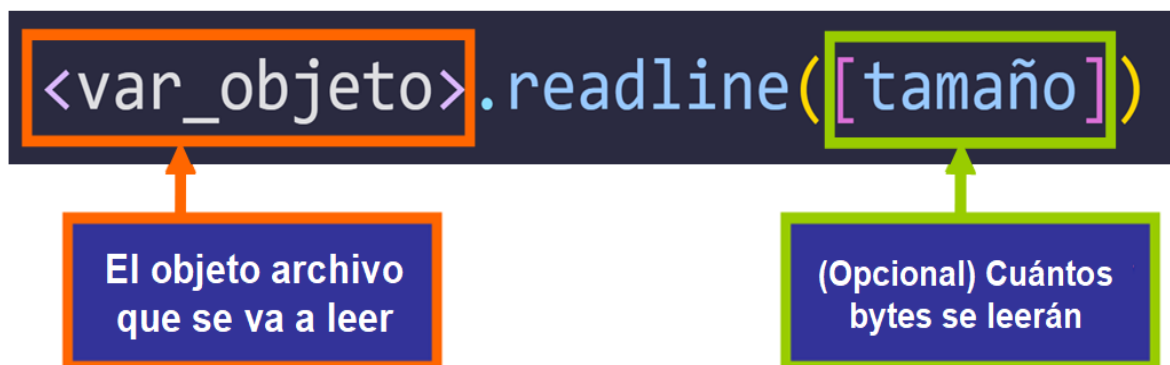 <var_objeto>.readline([tamaño])
El objeto archivo
que se va a leer
(Opcional) Cuántos
bytes se leerán